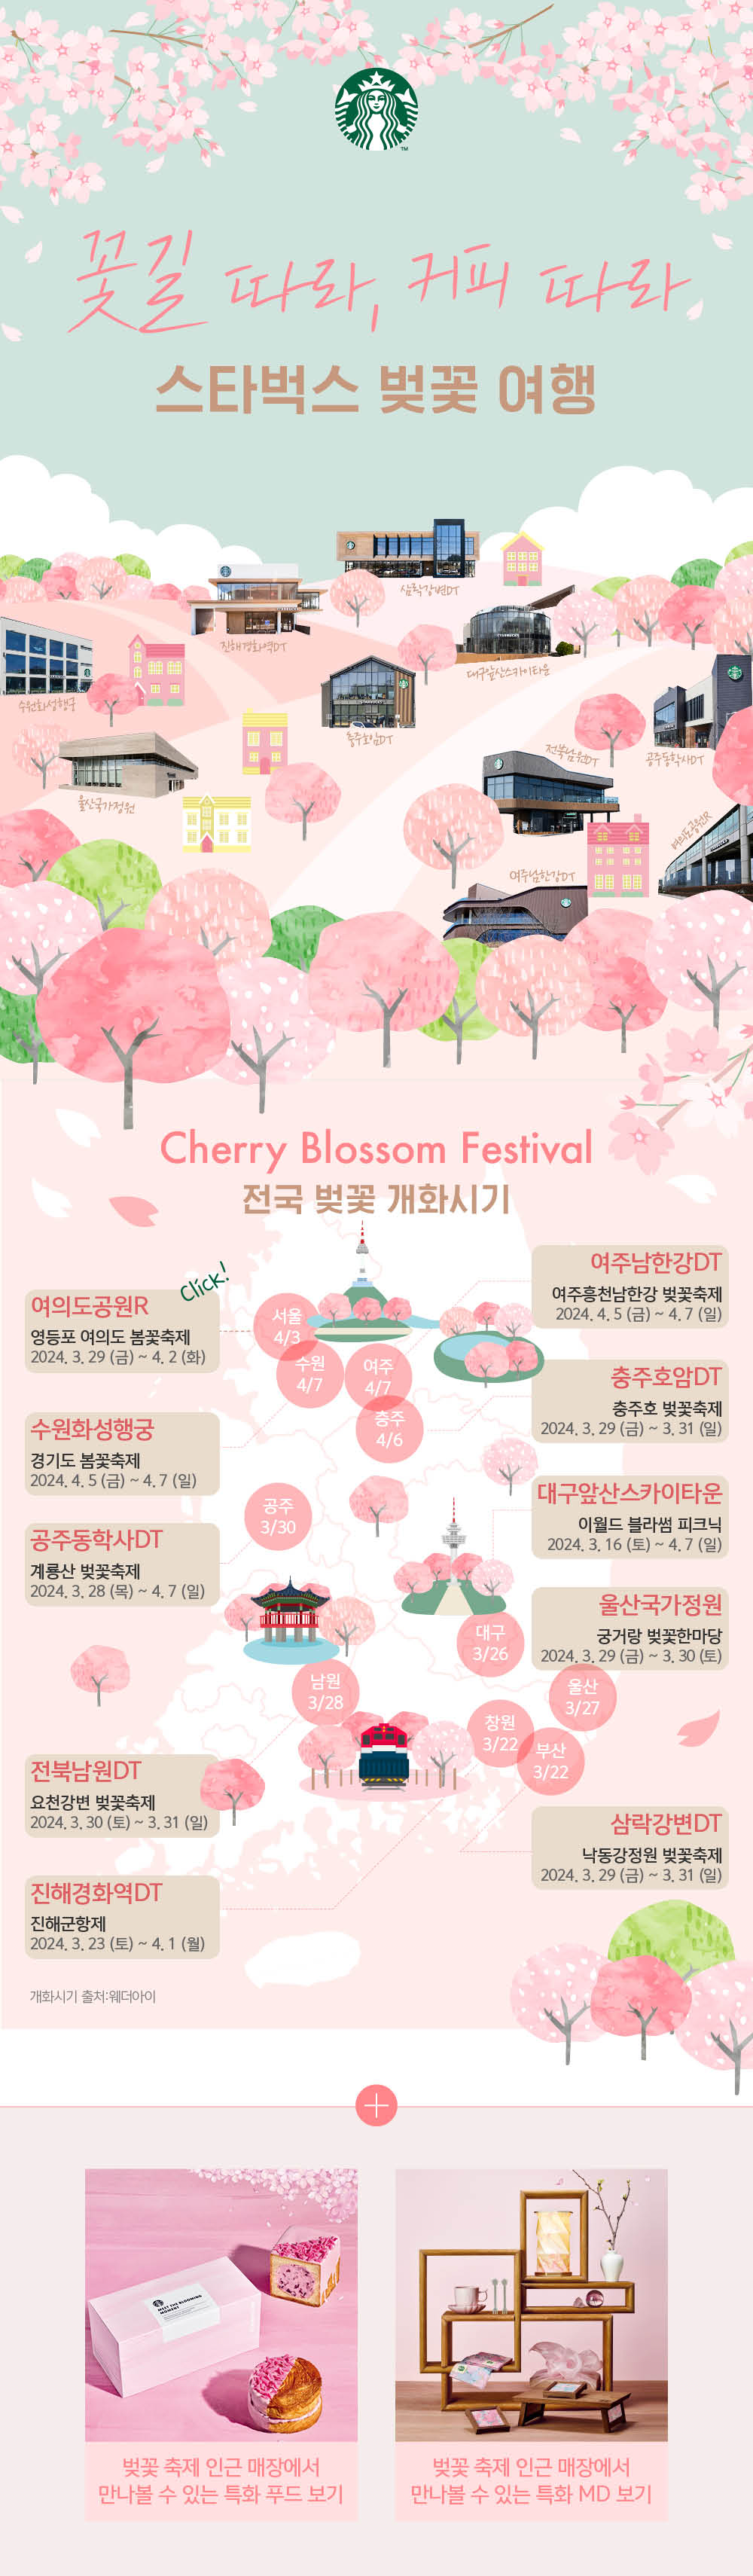 꽃길 따라, 커피 따라
스타벅스 벚꽃 여행
삼락강변DT
진해경화역DT
대구앞산스카이타운
수원화성행궁
충주호암DT
전북남원DT
공주동학사DT
울산국가정원
여의도공원R
여주남한강DT
Cherry Blossom Festival
전국 벚꽃 개화시기
Click!
여의도공원R
영등포 여의도 봄꽃축제
2024. 3. 29 (금) ~ 4. 2 (화)
수원화성행궁
경기도 봄꽃축제
2024. 4. 5 (금) ~ 4. 7 (일)
공주동학사DT
계룡산 벚꽃축제
2024. 3. 28 (목) ~ 4. 7 (일)
전북남원DT
요천강변 벚꽃축제
2024. 3. 30 (토) ~ 3. 31 (일)
진해경화역DT
진해군항제
2024. 3. 23 (토) ~ 4. 1 (월)
서울
4/3
수원
4/7
여주
4/7
충주
4/6
공주
3/30
대구
3/26
남원
3/28
울산
3/27
창원
3/22
부산
3/22
여주남한강DT
여주흥천남한강 벚꽃축제
2024. 4. 5 (금) ~ 4. 7 (일)
충주호암DT
충주호 벚꽃축제
2024. 3. 29 (금) ~ 3. 31 (일)
대구앞산스카이타운
이월드 블라썸 피크닉
2024. 3. 16 (토) ~ 4. 7 (일)
울산국가정원
궁거랑 벚꽃한마당
2024. 3. 29 (금) ~ 3. 30 (토)
삼락강변DT
낙동강정원 벚꽃축제
2024. 3. 29 (금) ~ 3. 31 (일)
개화시기 출처:웨더아이
MEET THE BLOOMING
MOMENT
벚꽃 축제 인근 매장에서
만나볼 수 있는 특화 푸드 보기
벚꽃 축제 인근 매장에서
만나볼 수 있는 특화 MD 보기